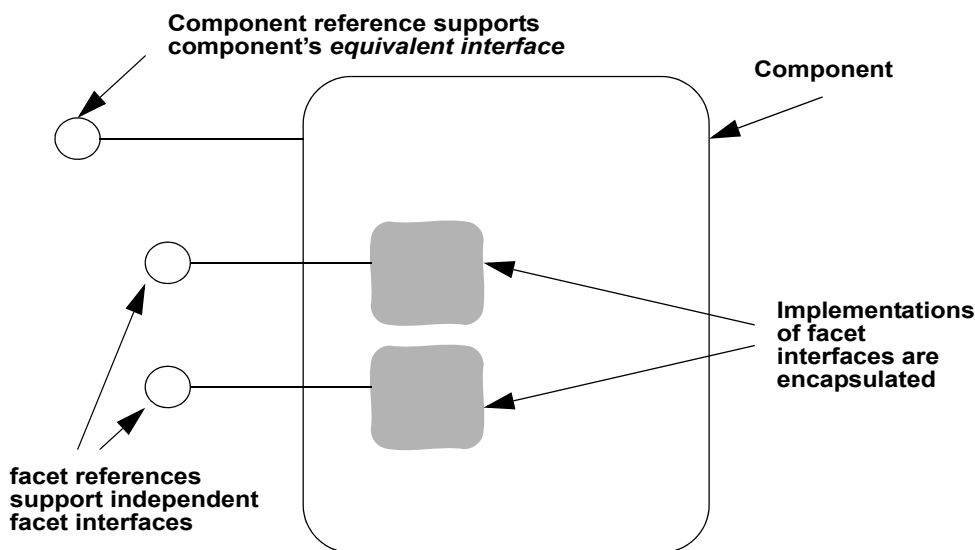 Component reference supports
component’s equivalent interface
Component
Implementations
of facet
interfaces are
encapsulated
facet references
support independent
facet interfaces